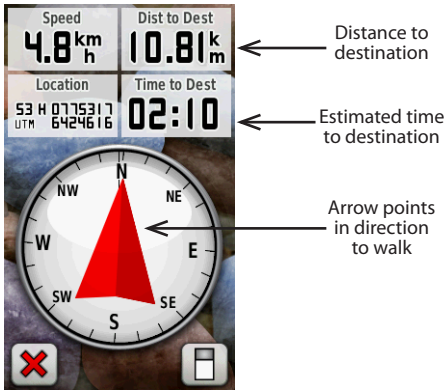 Speed
4.8 km h
Dist to Dest
10.81 k m
Distance to
destination
Location
53 H 0775317
UTM 6424616
Time to Dest
02:10
Estimated time
to destination
N
NW
NE
W
E
SW
SE
S
Arrow points
in direction
to walk